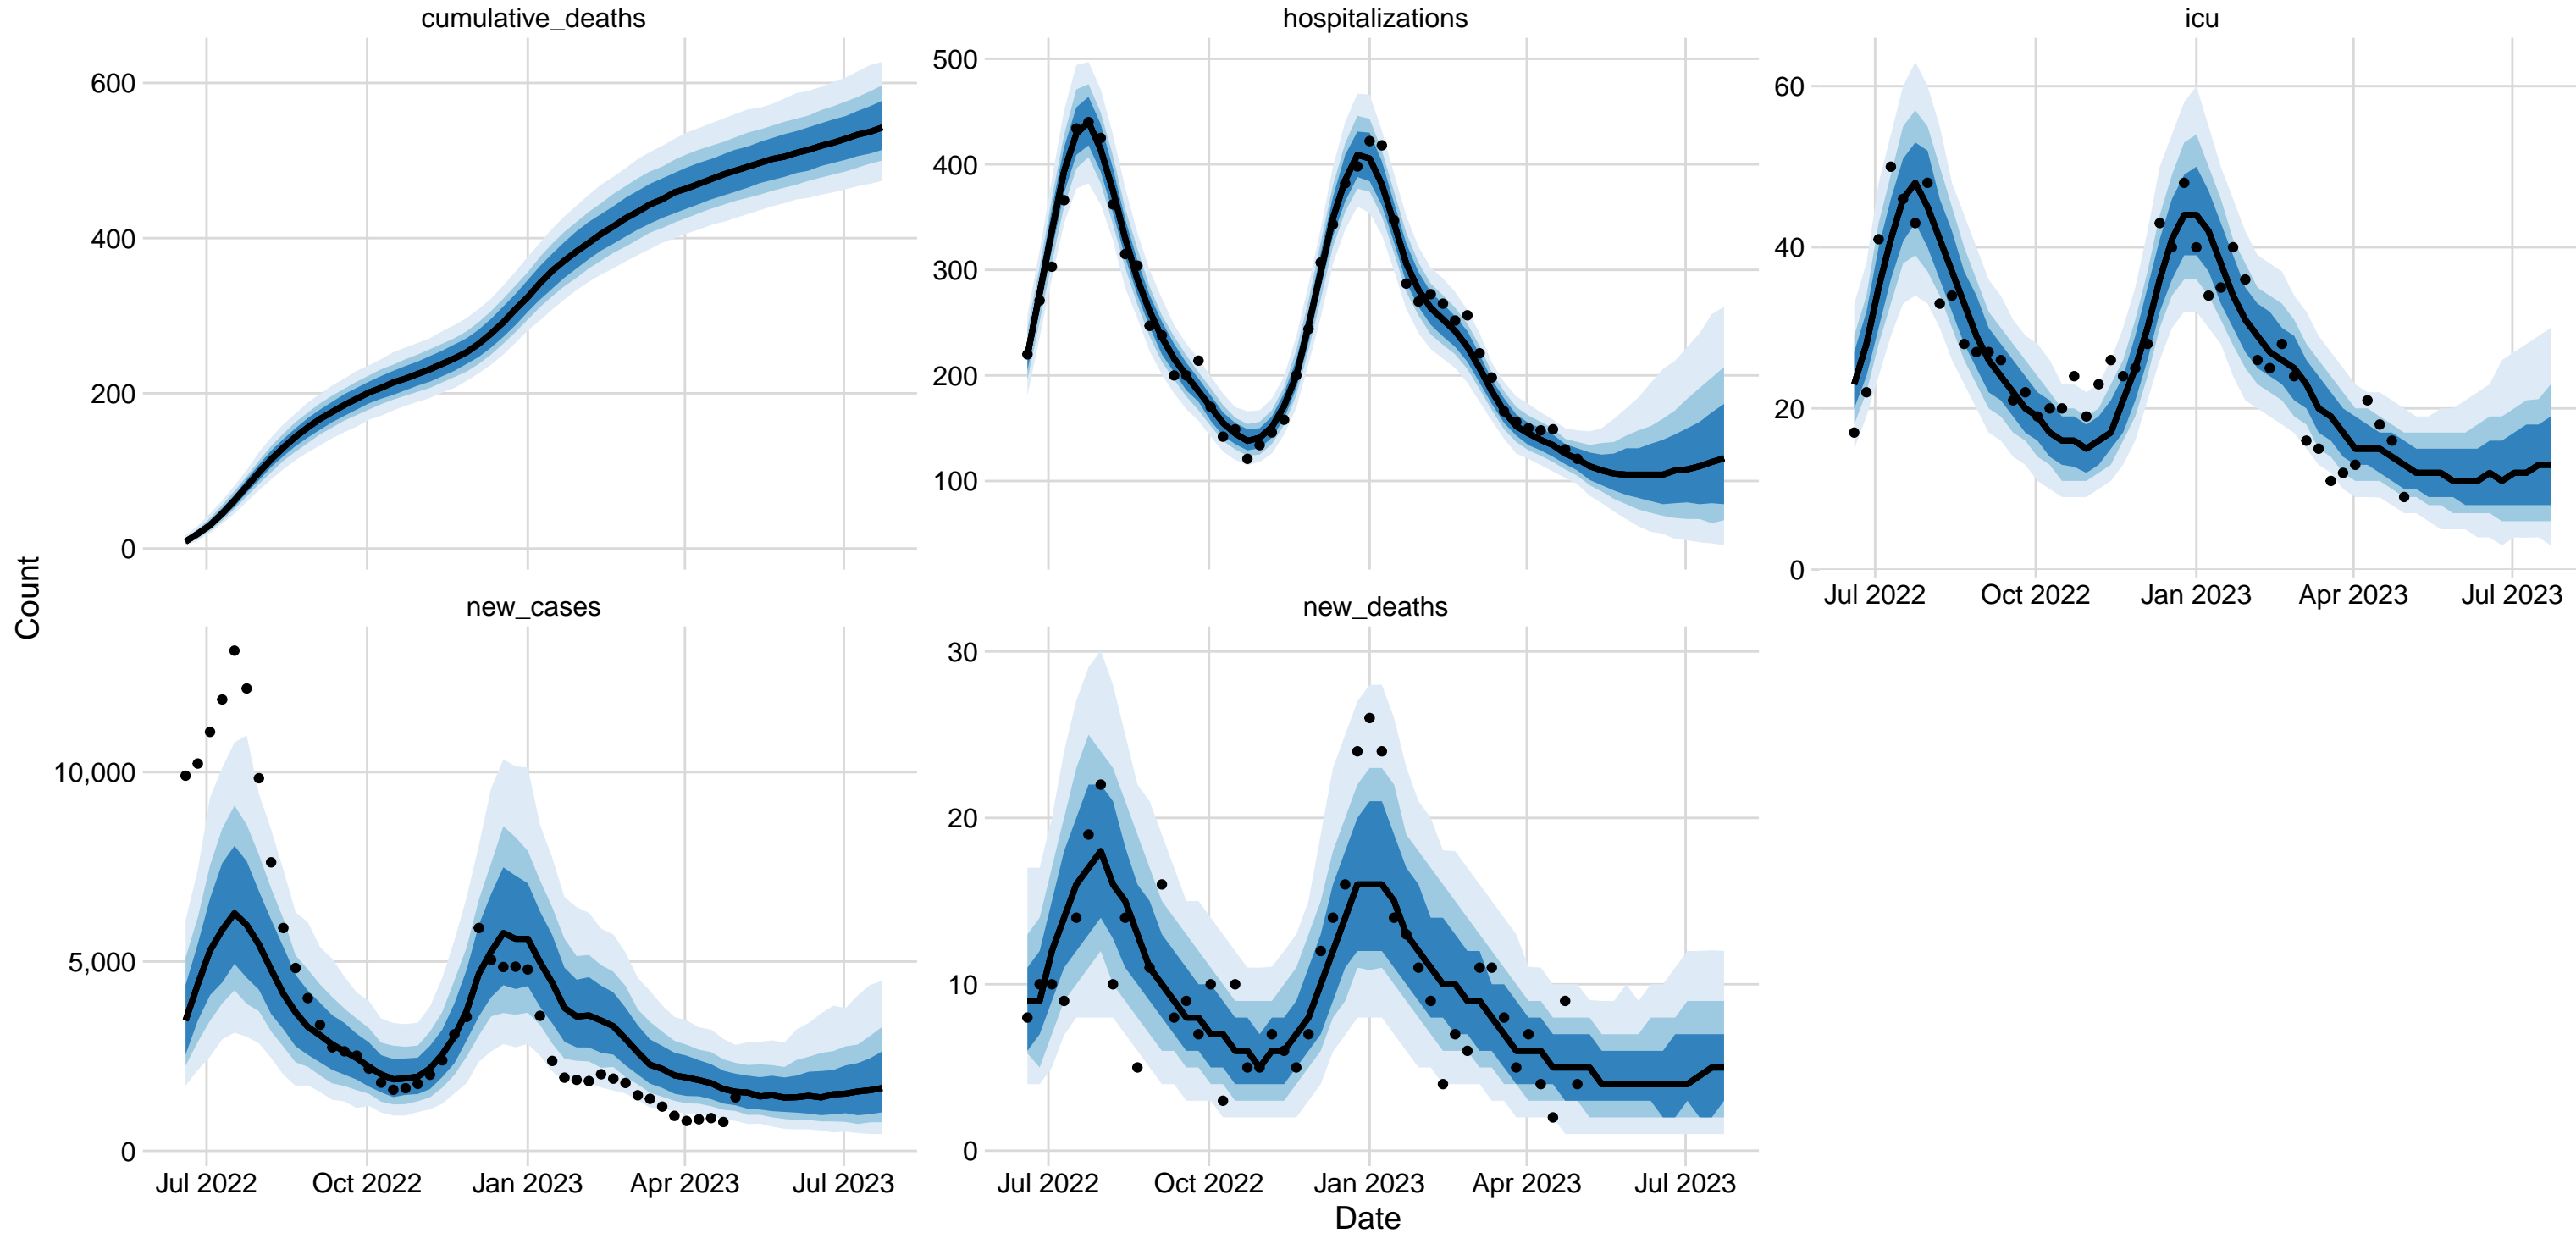 cumulative_deaths
600
400
200
0
hospitalizations
500
400
300
200
100
icu
60
40
20
0
Jul 2022 Oct 2022 Jan 2023 Apr 2023 Jul 2023
Count
new_cases
10,000
5,000
0
Jul 2022 Oct 2022 Jan 2023 Apr 2023 Jul 2023
new_deaths
30
20
10
0
Jul 2022 Oct 2022 Jan 2023 Apr 2023 Jul 2023
Date